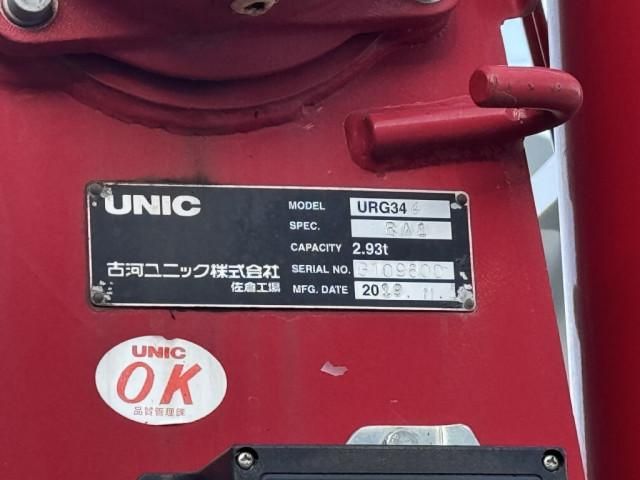 UNIC
MODEL URG344
SPEC.
CAPACITY 2.93t
古河ユニック株式会社
佐倉工場
SERIAL NO.
MFG. DATE
UNIC
OK
品質管理課